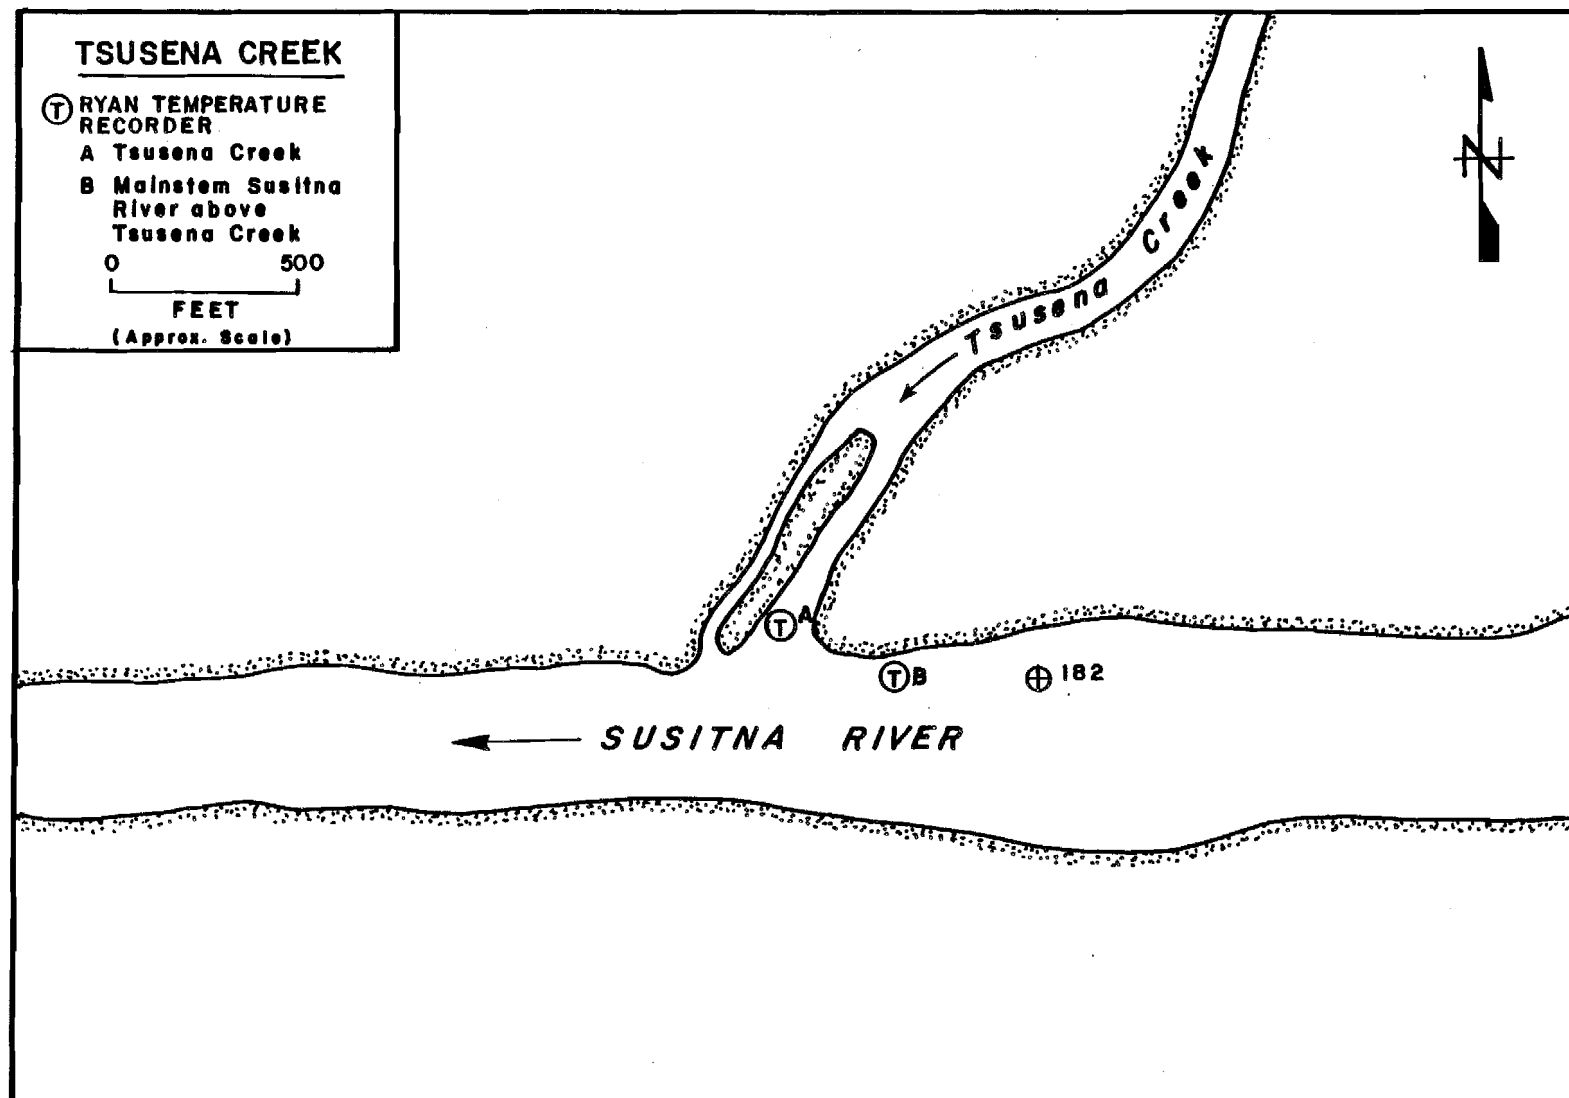 TSUSENA CREEK
T RYAN TEMPERATURE
RECORDER
A Tsusena Creek
B Mainstem Susitna
River above
Tsusena Creek
0 500
FEET
(Approx. Scale)
N
Tsusena Creek
T A
T B
182
SUSITNA RIVER